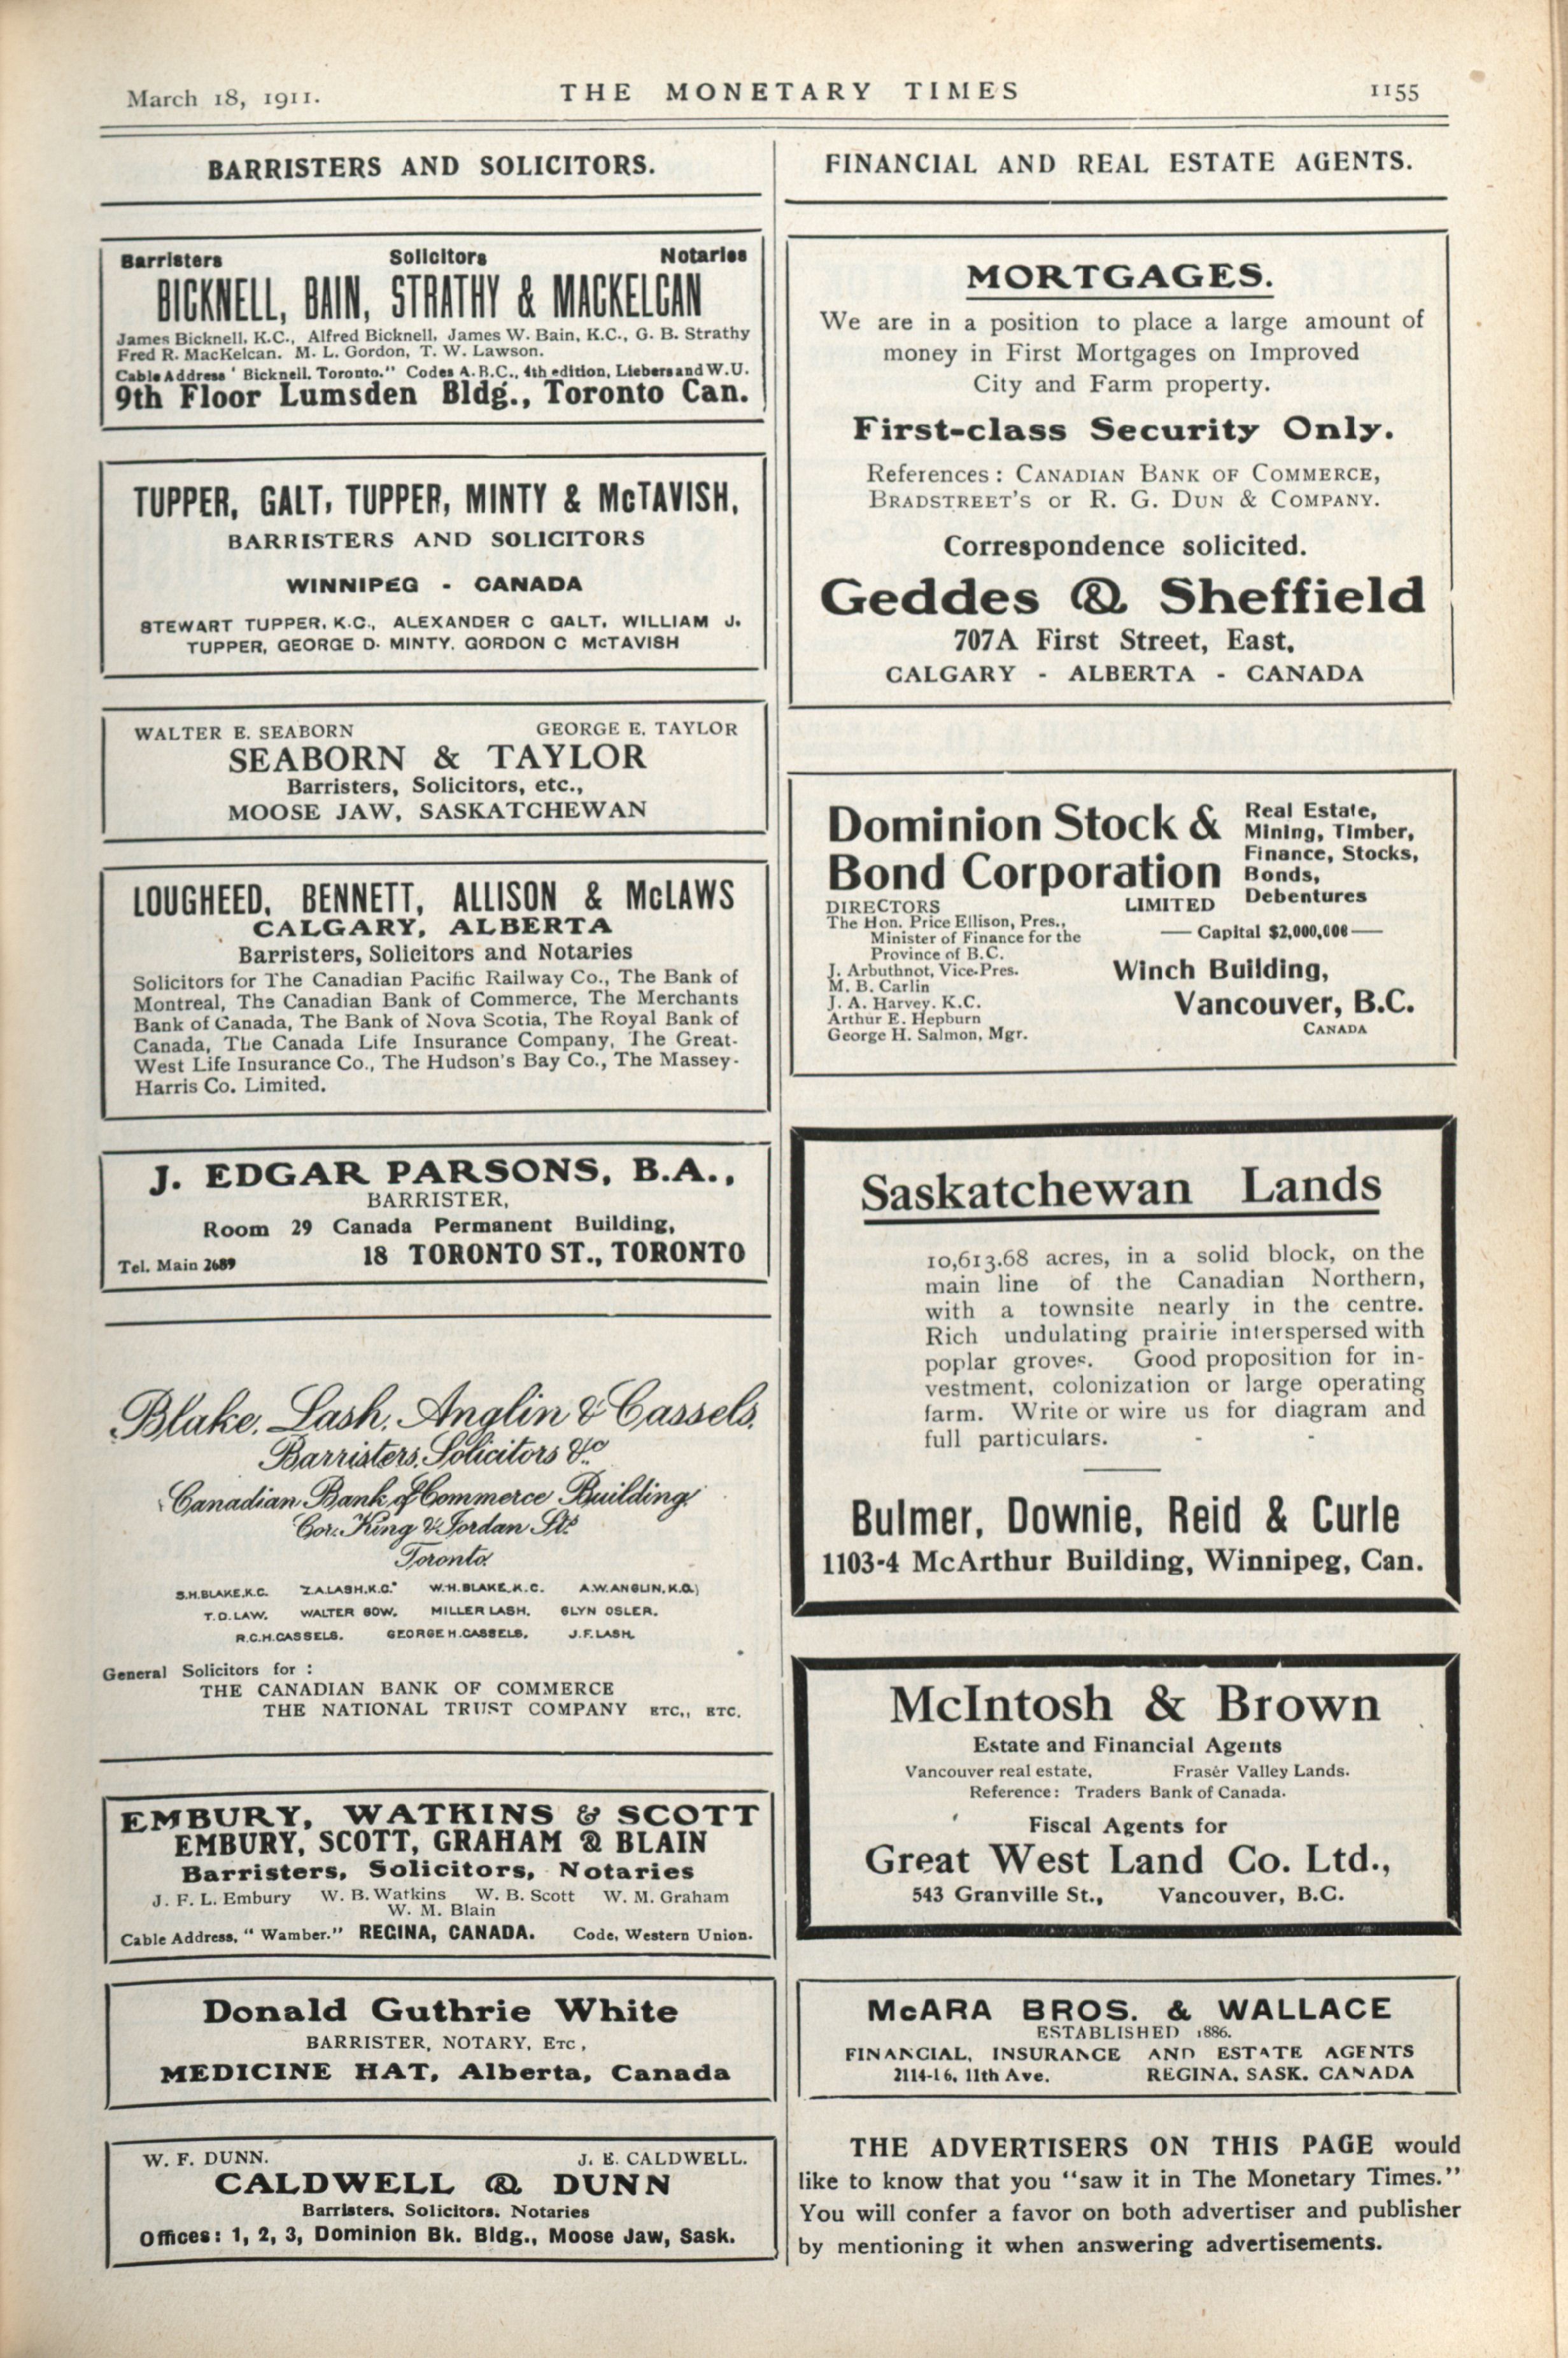 March 18, 1911.
THE MONETARY TIMES
1155
BARRISTERS AND SOLICITORS.
Barristers Solicitors Notaries
BICKNELL, BAIN, STRATHY & MACKELCAN
James Bicknell, K.C., Alfred Bicknell, James W. Bain, K.C., G. B. Strathy
Fred R. MacKelcan. M. L. Gordon, T. W. Lawson.
Cable Address ' Bicknell, Toronto." Codes A.B.C., 4th edition, Liebers and W.U.
9th Floor Lumsden Bldg., Toronto Can.
TUPPER, GALT, TUPPER, MINTY & McTAVISH,
BARRISTERS AND SOLICITORS
WINNIPEG - CANADA
STEWART TUPPER, K.C., ALEXANDER C GALT, WILLIAM J.
TUPPER, GEORGE D. MINTY, GORDON C McTAVISH
WALTER E. SEABORN GEORGE E. TAYLOR
SEABORN & TAYLOR
Barristers, Solicitors, etc.,
MOOSE JAW, SASKATCHEWAN
LOUGHEED, BENNETT, ALLISON & McLAWS
CALGARY, ALBERTA
Barristers, Solicitors and Notaries
Solicitors for The Canadian Pacific Railway Co., The Bank of
Montreal, The Canadian Bank of Commerce, The Merchants
Bank of Canada, The Bank of Nova Scotia, The Royal Bank of
Canada, The Canada Life Insurance Company, The Great-
West Life Insurance Co., The Hudson's Bay Co., The Massey-
Harris Co. Limited.
J. EDGAR PARSONS, B.A.,
BARRISTER,
Room 29 Canada Permanent Building,
Tel. Main 2689 18 TORONTO ST., TORONTO
Blake, Lash, Anglin & Cassels,
Barristers, Solicitors &c
Canadian Bank of Commerce Building,
Cor. King & Jordan Sts
Toronto.
S.H.BLAKE,K.C. Z.A.LASH,K.C. W.H.BLAKE,K.C. A.W.ANGLIN,K.C.
T.D.LAW. WALTER GOW. MILLER LASH. GLYN OSLER.
R.C.H.CASSELS. GEORGE H.CASSELS. J.F.LASH.
General Solicitors for :
THE CANADIAN BANK OF COMMERCE
THE NATIONAL TRUST COMPANY ETC., ETC.
EMBURY, WATKINS & SCOTT
EMBURY, SCOTT, GRAHAM & BLAIN
Barristers, Solicitors, Notaries
J. F. L. Embury W. B. Watkins W. B. Scott W. M. Graham
W. M. Blain
Cable Address, "Wamber." REGINA, CANADA. Code, Western Union.
Donald Guthrie White
BARRISTER, NOTARY, ETC,
MEDICINE HAT, Alberta, Canada
W. F. DUNN. J. E. CALDWELL.
CALDWELL & DUNN
Barristers, Solicitors, Notaries
Offices: 1, 2, 3, Dominion Bk. Bldg., Moose Jaw, Sask.
FINANCIAL AND REAL ESTATE AGENTS.
MORTGAGES.
We are in a position to place a large amount of
money in First Mortgages on Improved
City and Farm property.
First-class Security Only.
References : CANADIAN BANK OF COMMERCE,
BRADSTREET'S or R. G. DUN & COMPANY.
Correspondence solicited.
Geddes & Sheffield
707A First Street, East,
CALGARY - ALBERTA - CANADA
Dominion Stock &
Bond Corporation
LIMITED
Real Estate,
Mining, Timber,
Finance, Stocks,
Bonds,
Debentures
DIRECTORS
The Hon. Price Ellison, Pres.,
Minister of Finance for the
Province of B.C.
J. Arbuthnot, Vice-Pres.
M. B. Carlin
J. A. Harvey, K.C.
Arthur E. Hepburn
George H. Salmon, Mgr.
Capital $2,000,000
Winch Building,
Vancouver, B.C.
CANADA
Saskatchewan Lands
10,613.68 acres, in a solid block, on the
main line of the Canadian Northern,
with a townsite nearly in the centre.
Rich undulating prairie interspersed with
poplar groves. Good proposition for in-
vestment, colonization or large operating
farm. Write or wire us for diagram and
full particulars.
Bulmer, Downie, Reid & Curle
1103-4 McArthur Building, Winnipeg, Can.
McIntosh & Brown
Estate and Financial Agents
Vancouver real estate, Fraser Valley Lands.
Reference: Traders Bank of Canada.
Fiscal Agents for
Great West Land Co. Ltd.,
543 Granville St., Vancouver, B.C.
McARA BROS. & WALLACE
ESTABLISHED 1886.
FINANCIAL, INSURANCE AND ESTATE AGENTS
2114-16, 11th Ave. REGINA, SASK. CANADA
THE ADVERTISERS ON THIS PAGE would
like to know that you "saw it in The Monetary Times."
You will confer a favor on both advertiser and publisher
by mentioning it when answering advertisements.